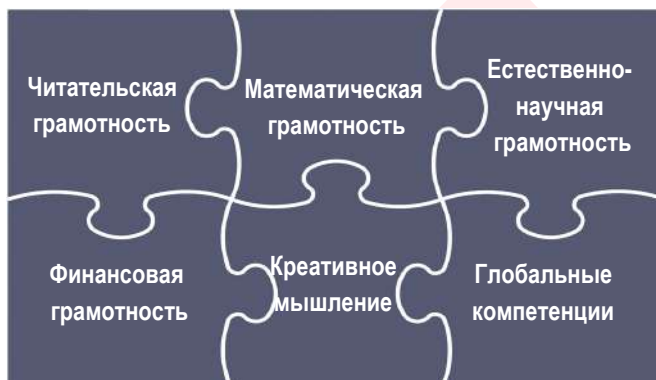 Читательская
грамотность
Математическая
грамотность
Естественно-
научная
грамотность
Финансовая
грамотность
Креативное
мышление
Глобальные
компетенции